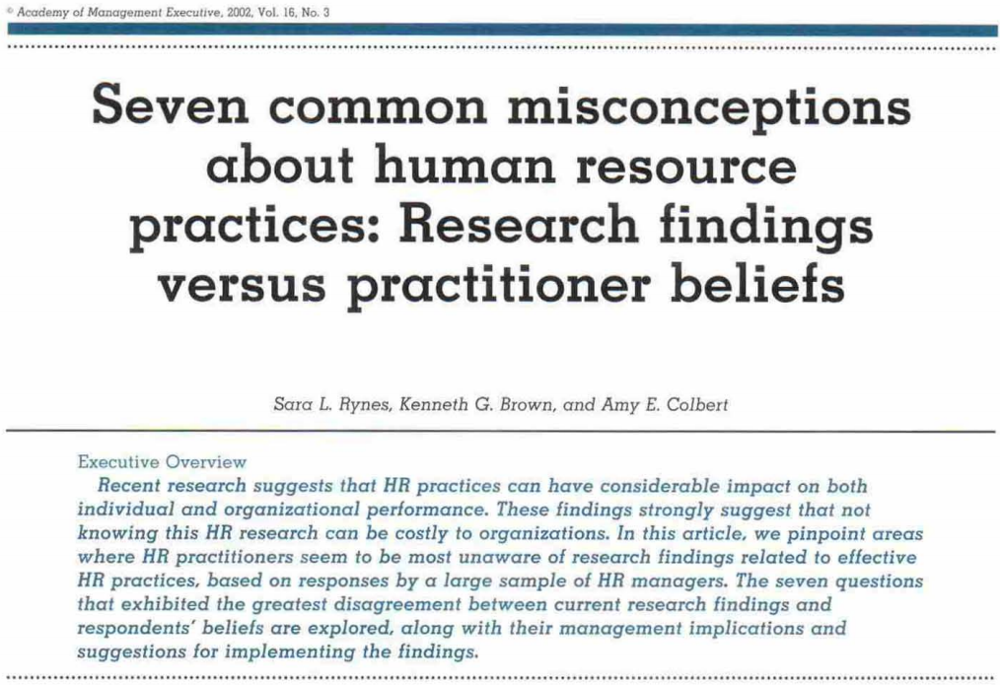 © Academy of Management Executive, 2002, Vol. 16, No. 3
Seven common misconceptions
about human resource
practices: Research findings
versus practitioner beliefs
Sara L. Rynes, Kenneth G. Brown, and Amy E. Colbert
Executive Overview
Recent research suggests that HR practices can have considerable impact on both
individual and organizational performance. These findings strongly suggest that not
knowing this HR research can be costly to organizations. In this article, we pinpoint areas
where HR practitioners seem to be most unaware of research findings related to effective
HR practices, based on responses by a large sample of HR managers. The seven questions
that exhibited the greatest disagreement between current research findings and
respondents' beliefs are explored, along with their management implications and
suggestions for implementing the findings.